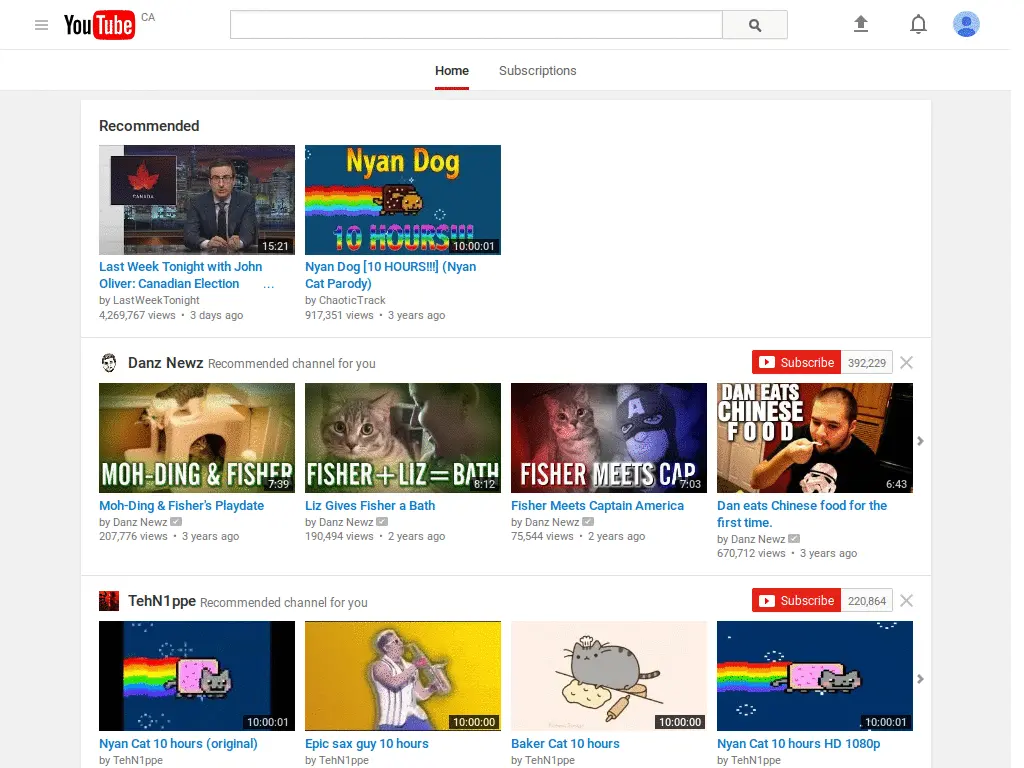 YouTube CA
Home Subscriptions
Recommended
CANADA
15:21
Nyan Dog
10 HOURS!!!
10:00:01
Last Week Tonight with John
Oliver: Canadian Election ...
by LastWeekTonight
4,269,767 views • 3 days ago
Nyan Dog [10 HOURS!!!] (Nyan
Cat Parody)
by ChaoticTrack
917,351 views • 3 years ago
Danz Newz Recommended channel for you
Subscribe 392,229
MOH-DING & FISHER
7:39
FISHER+LIZ=BATH
8:12
FISHER MEETS CAP
7:03
DAN EATS
CHINESE
FOOD
6:43
Moh-Ding & Fisher's Playdate
by Danz Newz
207,776 views • 3 years ago
Liz Gives Fisher a Bath
by Danz Newz
190,494 views • 2 years ago
Fisher Meets Captain America
by Danz Newz
75,544 views • 2 years ago
Dan eats Chinese food for the
first time.
by Danz Newz
670,712 views • 3 years ago
TehN1ppe Recommended channel for you
Subscribe 220,864
10:00:01
10:00:00
10:00:00
10:00:01
Nyan Cat 10 hours (original)
by TehN1ppe
Epic sax guy 10 hours
by TehN1ppe
Baker Cat 10 hours
by TehN1ppe
Nyan Cat 10 hours HD 1080p
by TehN1ppe